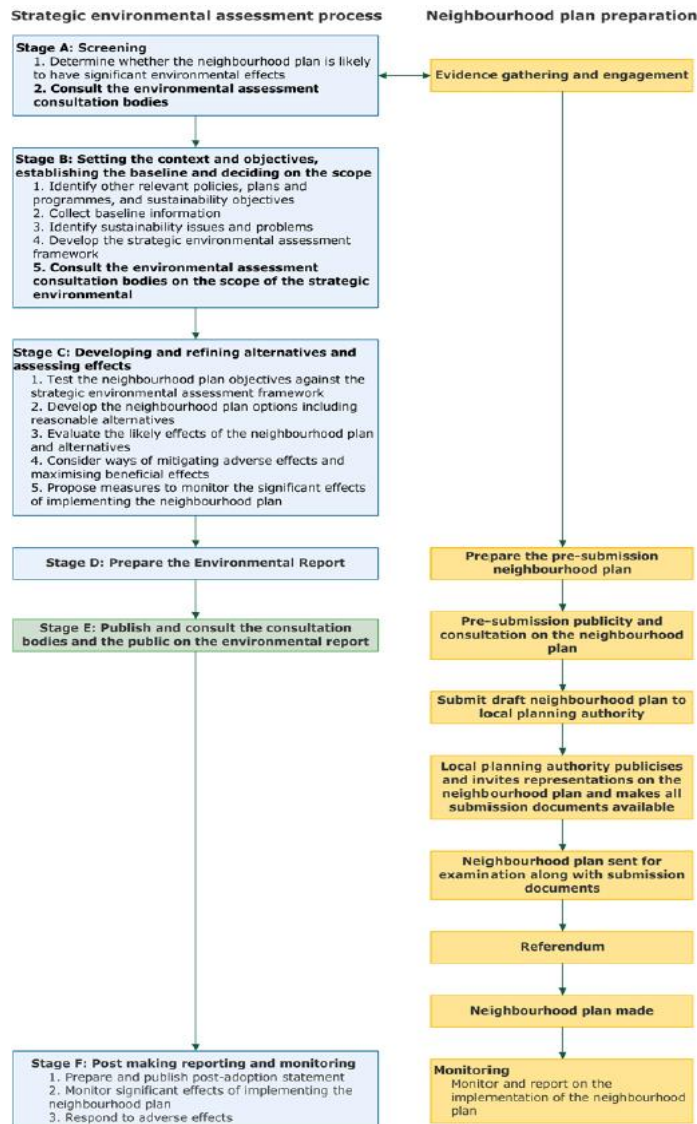 Strategic environmental assessment process
Stage A: Screening
1. Determine whether the neighbourhood plan is likely
to have significant environmental effects
2. Consult the environmental assessment
consultation bodies
Stage B: Setting the context and objectives,
establishing the baseline and deciding on the scope
1. Identify other relevant policies, plans and
programmes, and sustainability objectives
2. Collect baseline information
3. Identify sustainability issues and problems
4. Develop the strategic environmental assessment
framework
5. Consult the environmental assessment
consultation bodies on the scope of the strategic
environmental
Stage C: Developing and refining alternatives and
assessing effects
1. Test the neighbourhood plan objectives against the
strategic environmental assessment framework
2. Develop the neighbourhood plan options including
reasonable alternatives
3. Evaluate the likely effects of the neighbourhood plan
and alternatives
4. Consider ways of mitigating adverse effects and
maximising beneficial effects
5. Propose measures to monitor the significant effects
of implementing the neighbourhood plan
Stage D: Prepare the Environmental Report
Stage E: Publish and consult the consultation
bodies and the public on the environmental report
Stage F: Post making reporting and monitoring
1. Prepare and publish post-adoption statement
2. Monitor significant effects of implementing the
neighbourhood plan
3. Respond to adverse effects
Neighbourhood plan preparation
Evidence gathering and engagement
Prepare the pre-submission
neighbourhood plan
Pre-submission publicity and
consultation on the neighbourhood
plan
Submit draft neighbourhood plan to
local planning authority
Local planning authority publicises
and invites representations on the
neighbourhood plan and makes all
submission documents available
Neighbourhood plan sent for
examination along with submission
documents
Referendum
Neighbourhood plan made
Monitoring
Monitor and report on the
implementation of the neighbourhood
plan